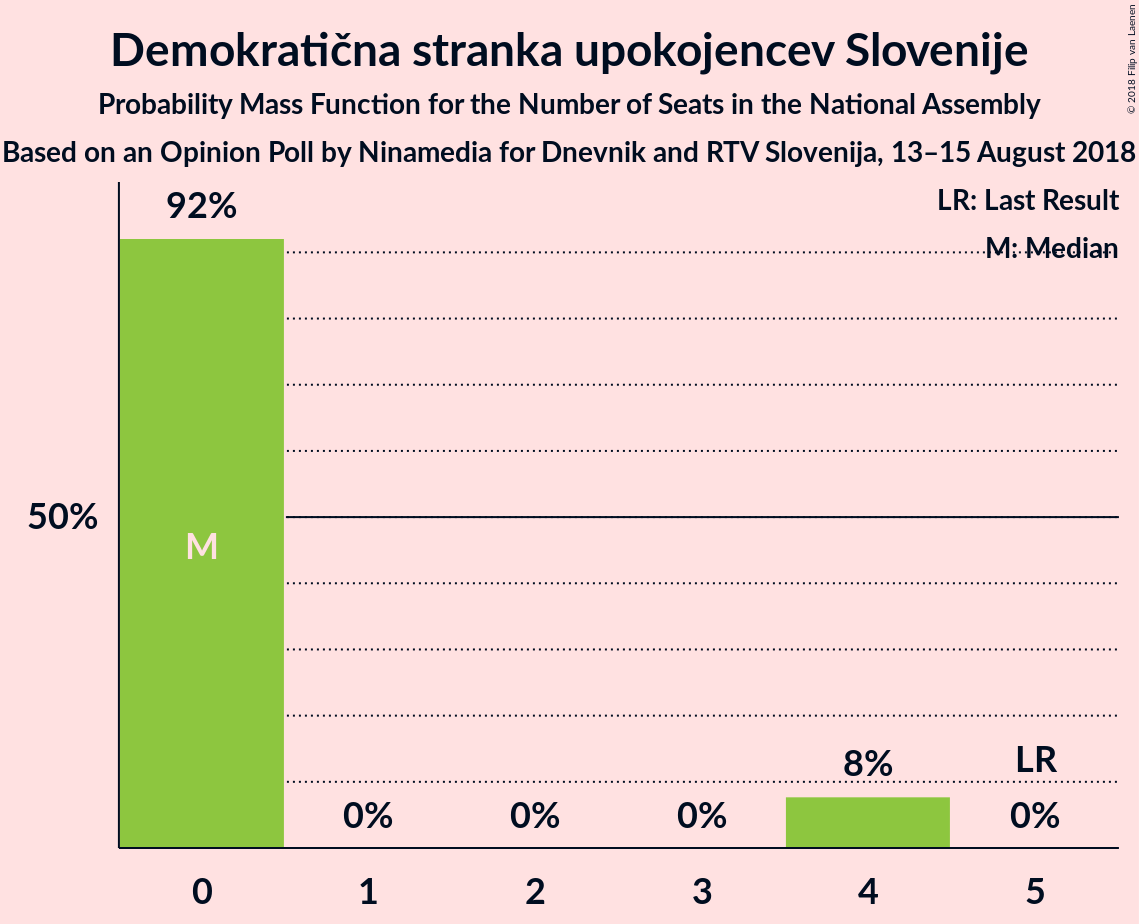 Demokratična stranka upokojencev Slovenije
Probability Mass Function for the Number of Seats in the National Assembly
Based on an Opinion Poll by Ninamedia for Dnevnik and RTV Slovenija, 13–15 August 2018
© 2018 Filip van Laenen
LR: Last Result
M: Median
92%
50%
M
8%
LR
0%
0%
0%
0%
0 1 2 3 4 5